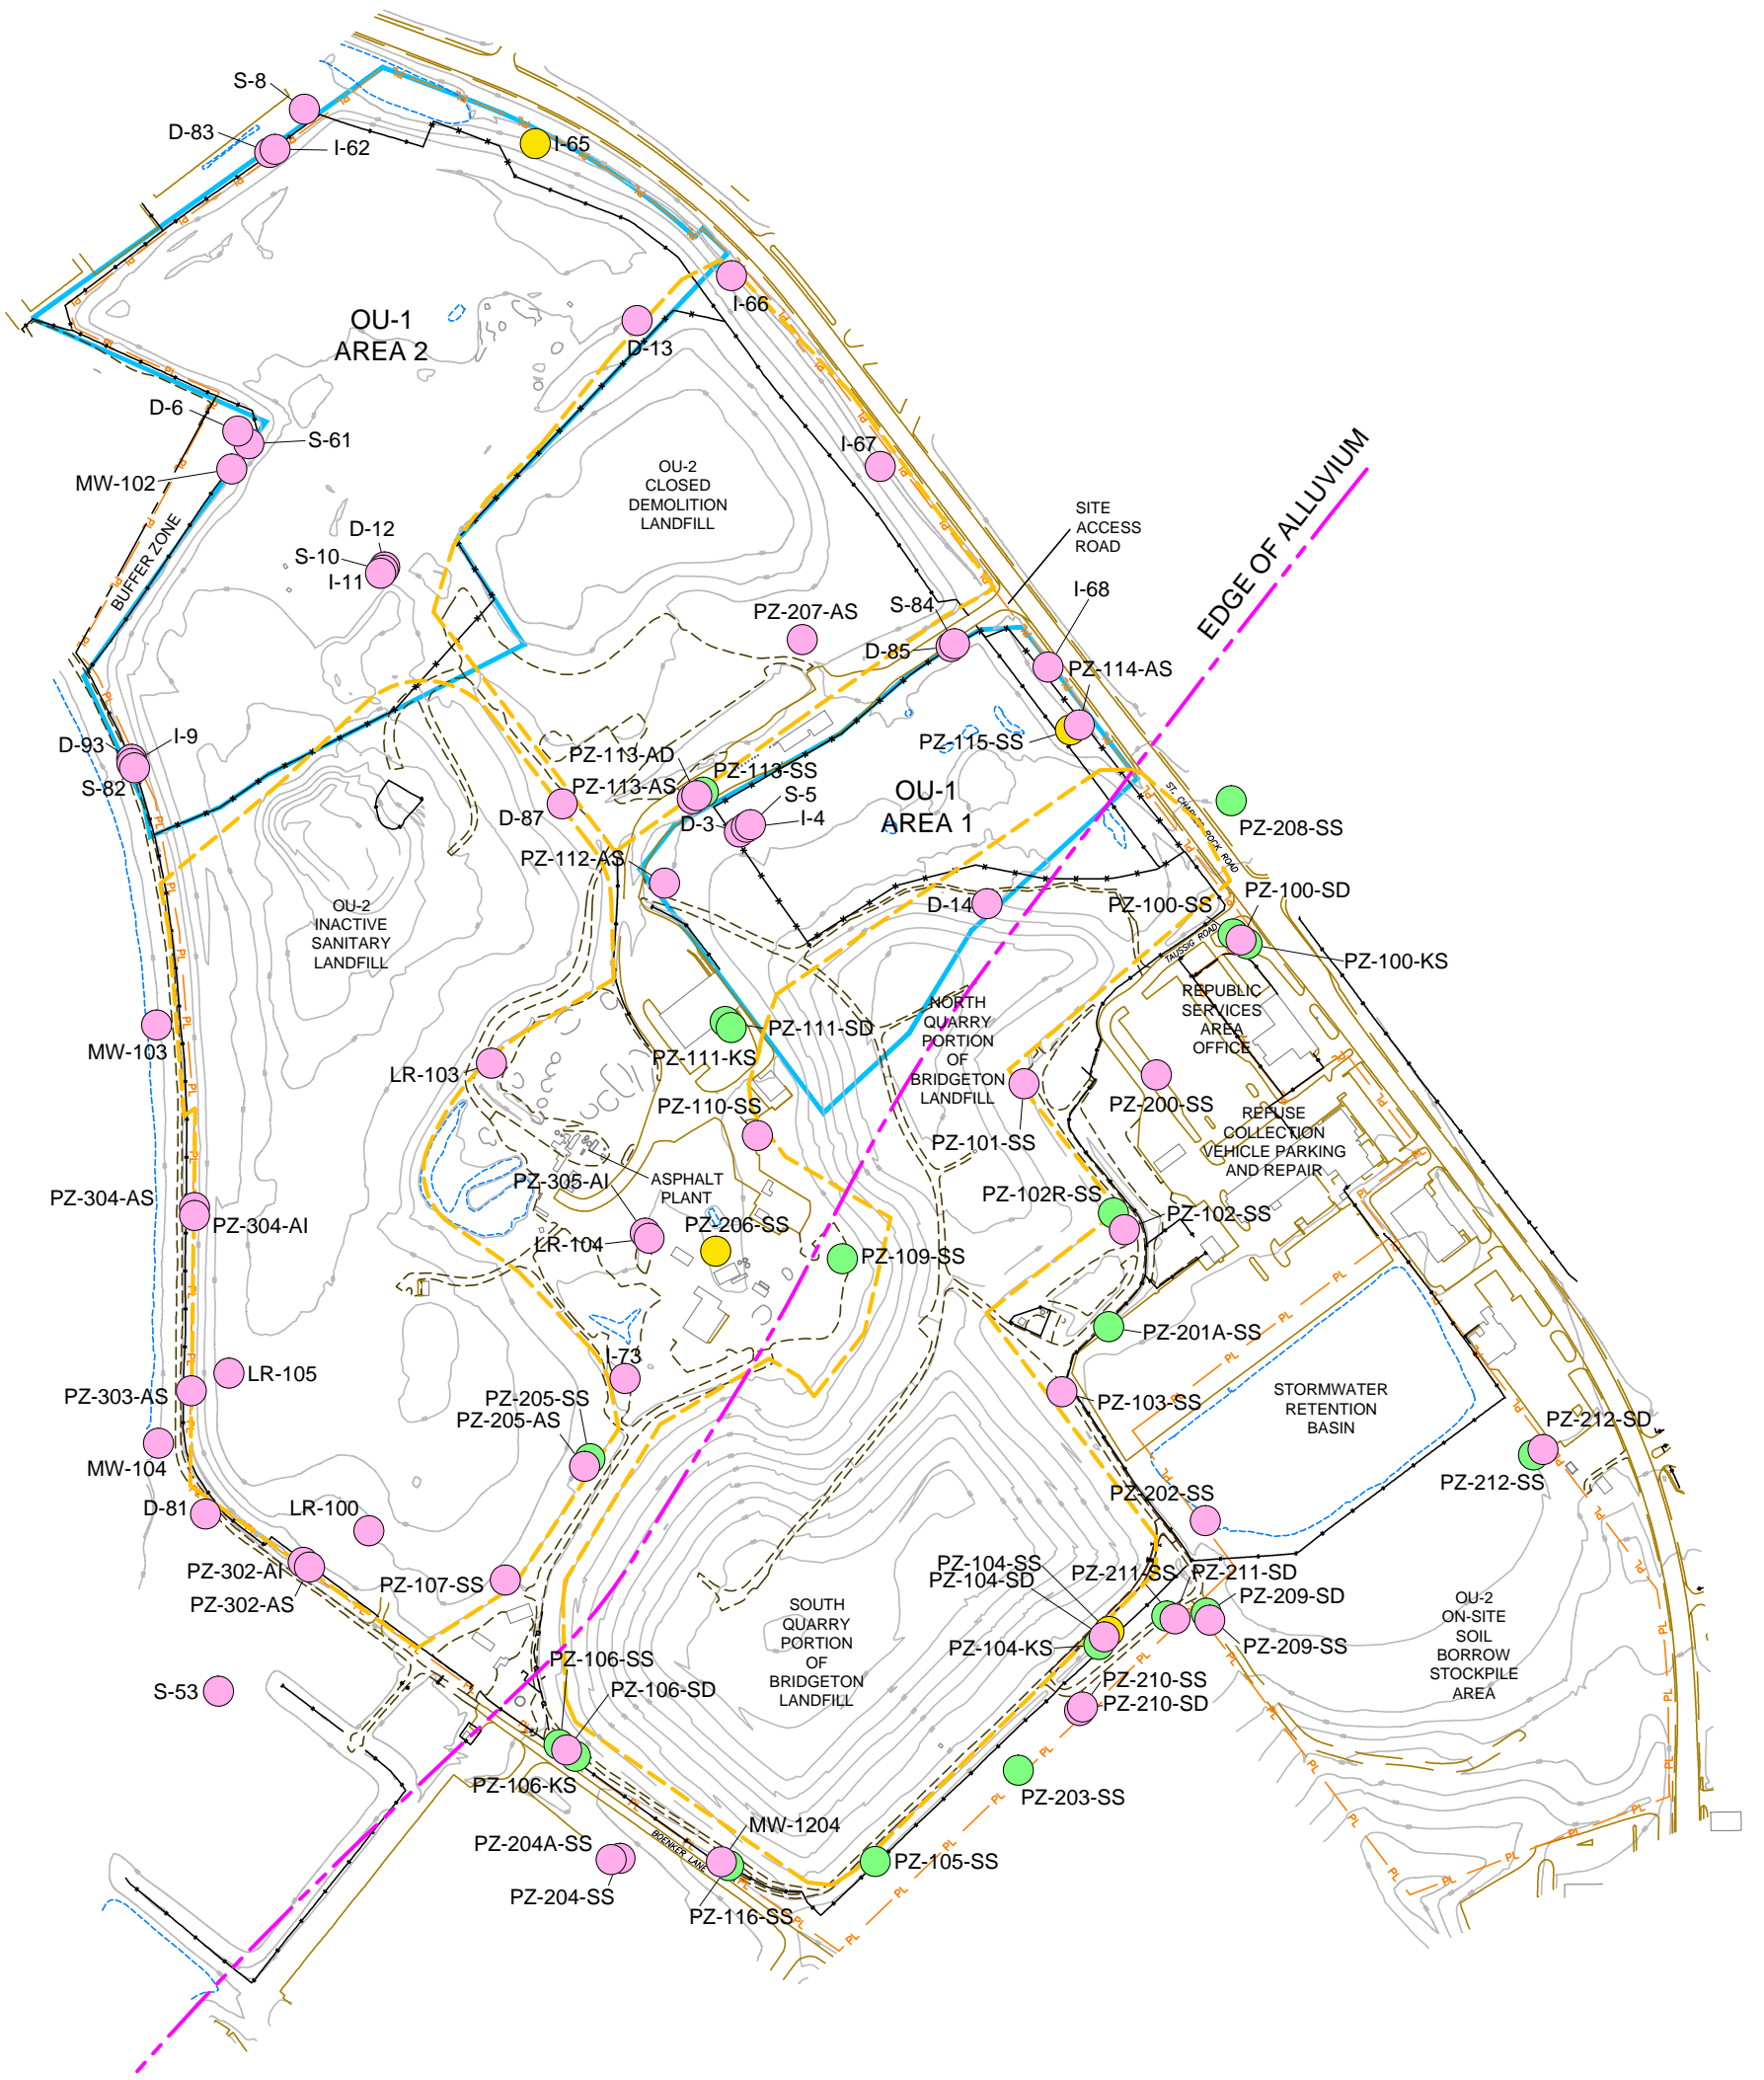 S-8
D-83
I-62
I-65
I-66
OU-1
AREA 2
D-13
D-6
S-61
I-67
MW-102
OU-2
CLOSED
DEMOLITION
LANDFILL
EDGE OF ALLUVIUM
SITE
ACCESS
ROAD
BUFFER ZONE
D-12
S-10
I-11
I-68
PZ-207-AS
S-84
D-85
PZ-114-AS
D-93
I-9
S-82
PZ-115-SS
PZ-113-AD
PZ-113-SS
PZ-113-AS
S-5
D-87
D-3
I-4
OU-1
AREA 1
ST. CHARLES ROCK ROAD
PZ-208-SS
PZ-112-AS
D-14
PZ-100-SS
PZ-100-SD
OU-2
INACTIVE
SANITARY
LANDFILL
TAUSSIG ROAD
PZ-100-KS
MW-103
PZ-111-SD
PZ-111-KS
NORTH
QUARRY
PORTION
OF
BRIDGETON
LANDFILL
REPUBLIC
SERVICES
AREA
OFFICE
LR-103
PZ-110-SS
PZ-200-SS
PZ-101-SS
REFUSE
COLLECTION
VEHICLE PARKING
AND REPAIR
PZ-304-AS
PZ-304-AI
PZ-305-AI
ASPHALT
PLANT
PZ-102R-SS
PZ-102-SS
LR-104
PZ-206-SS
PZ-109-SS
PZ-201A-SS
I-73
LR-105
PZ-303-AS
PZ-205-SS
PZ-205-AS
PZ-103-SS
STORMWATER
RETENTION
BASIN
PZ-212-SD
PZ-212-SS
MW-104
D-81
LR-100
PZ-202-SS
PZ-302-AI
PZ-302-AS
PZ-107-SS
PZ-104-SS
PZ-104-SD
PZ-211-SS
PZ-211-SD
PZ-209-SD
PZ-209-SS
PZ-104-KS
SOUTH
QUARRY
PORTION
OF
BRIDGETON
LANDFILL
OU-2
ON-SITE
SOIL
BORROW
STOCKPILE
AREA
S-53
PZ-106-SS
PZ-106-SD
PZ-210-SS
PZ-210-SD
PZ-106-KS
PZ-203-SS
MW-1204
PZ-204A-SS
BOENKER LANE
PZ-105-SS
PZ-204-SS
PZ-116-SS
PL